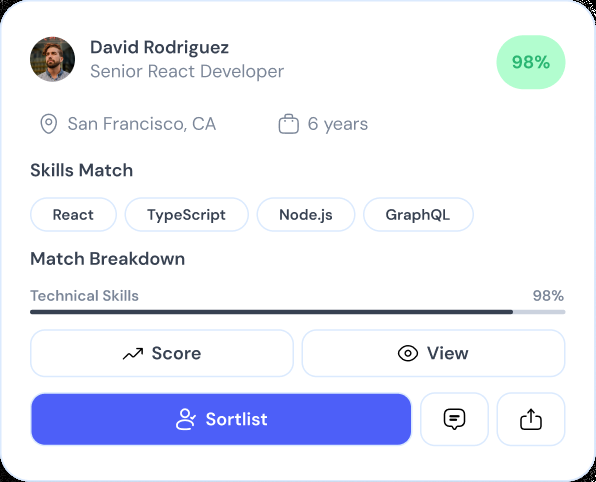 David Rodriguez
Senior React Developer
98%
San Francisco, CA
6 years
Skills Match
React
TypeScript
Node.js
GraphQL
Match Breakdown
Technical Skills
98%
Score
View
Sortlist